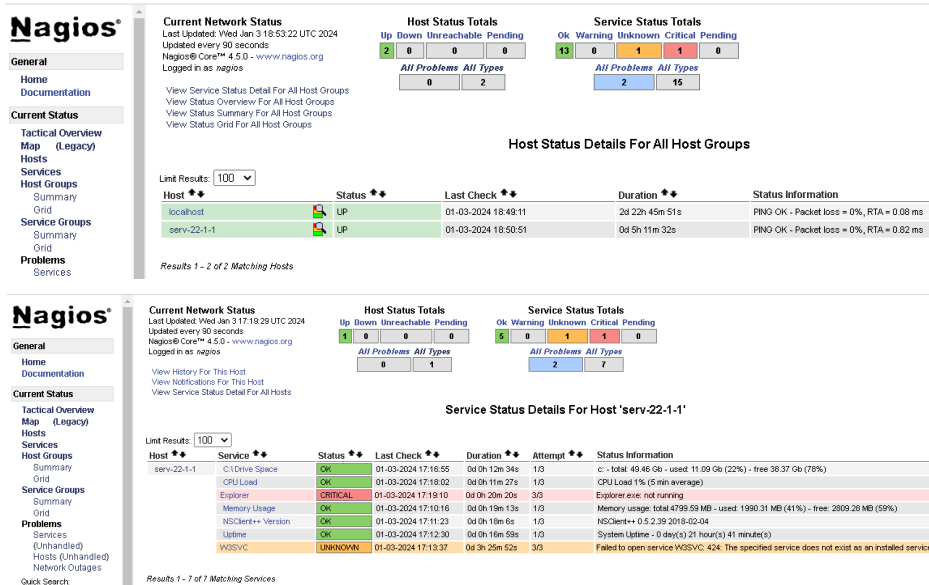 Nagios®
General
Home
Documentation
Current Status
Tactical Overview
Map (Legacy)
Hosts
Services
Host Groups
Summary
Grid
Service Groups
Summary
Grid
Problems
Services
Current Network Status
Last Updated: Wed Jan 3 18:53:22 UTC 2024
Updated every 90 seconds
Nagios® Core™ 4.5.0 - www.nagios.org
Logged in as nagios
View Service Status Detail For All Host Groups
View Status Overview For All Host Groups
View Status Summary For All Host Groups
View Status Grid For All Host Groups
Host Status Totals
Up Down Unreachable Pending
2 0 0 0
All Problems All Types
0 2
Service Status Totals
Ok Warning Unknown Critical Pending
13 0 1 1 0
All Problems All Types
2 15
Host Status Details For All Host Groups
Limit Results: 100
Host Status Last Check Duration Status Information
localhost UP 01-03-2024 18:49:11 2d 22h 45m 51s PING OK - Packet loss = 0%, RTA = 0.08 ms
serv-22-1-1 UP 01-03-2024 18:50:51 0d 5h 11m 32s PING OK - Packet loss = 0%, RTA = 0.82 ms
Results 1 - 2 of 2 Matching Hosts
Nagios®
General
Home
Documentation
Current Status
Tactical Overview
Map (Legacy)
Hosts
Services
Host Groups
Summary
Grid
Service Groups
Summary
Grid
Problems
Services
(Unhandled)
Hosts (Unhandled)
Network Outages
Quick Search:
Current Network Status
Last Updated: Wed Jan 3 17:19:29 UTC 2024
Updated every 90 seconds
Nagios® Core™ 4.5.0 - www.nagios.org
Logged in as nagios
View History For This Host
View Notifications For This Host
View Service Status Detail For All Hosts
Host Status Totals
Up Down Unreachable Pending
1 0 0 0
All Problems All Types
0 1
Service Status Totals
Ok Warning Unknown Critical Pending
5 0 1 1 0
All Problems All Types
2 7
Service Status Details For Host 'serv-22-1-1'
Limit Results: 100
Host Service Status Last Check Duration Attempt Status Information
serv-22-1-1 C:\ Drive Space OK 01-03-2024 17:16:55 0d 0h 12m 34s 1/3 c: - total: 49.46 Gb - used: 11.09 Gb (22%) - free 38.37 Gb (78%)
CPU Load OK 01-03-2024 17:18:02 0d 0h 11m 27s 1/3 CPU Load 1% (5 min average)
Explorer CRITICAL 01-03-2024 17:19:10 0d 0h 20m 20s 3/3 Explorer.exe: not running
Memory Usage OK 01-03-2024 17:10:16 0d 0h 19m 13s 1/3 Memory usage: total:4799.59 MB - used: 1990.31 MB (41%) - free: 2809.28 MB (59%)
NSClient++ Version OK 01-03-2024 17:11:23 0d 0h 18m 6s 1/3 NSClient++ 0.5.2.39 2018-02-04
Uptime OK 01-03-2024 17:12:30 0d 0h 16m 59s 1/3 System Uptime - 0 day(s) 21 hour(s) 41 minute(s)
W3SVC UNKNOWN 01-03-2024 17:13:37 0d 3h 25m 52s 3/3 Failed to open service W3SVC: 424: The specified service does not exist as an installed service
Results 1 - 7 of 7 Matching Services